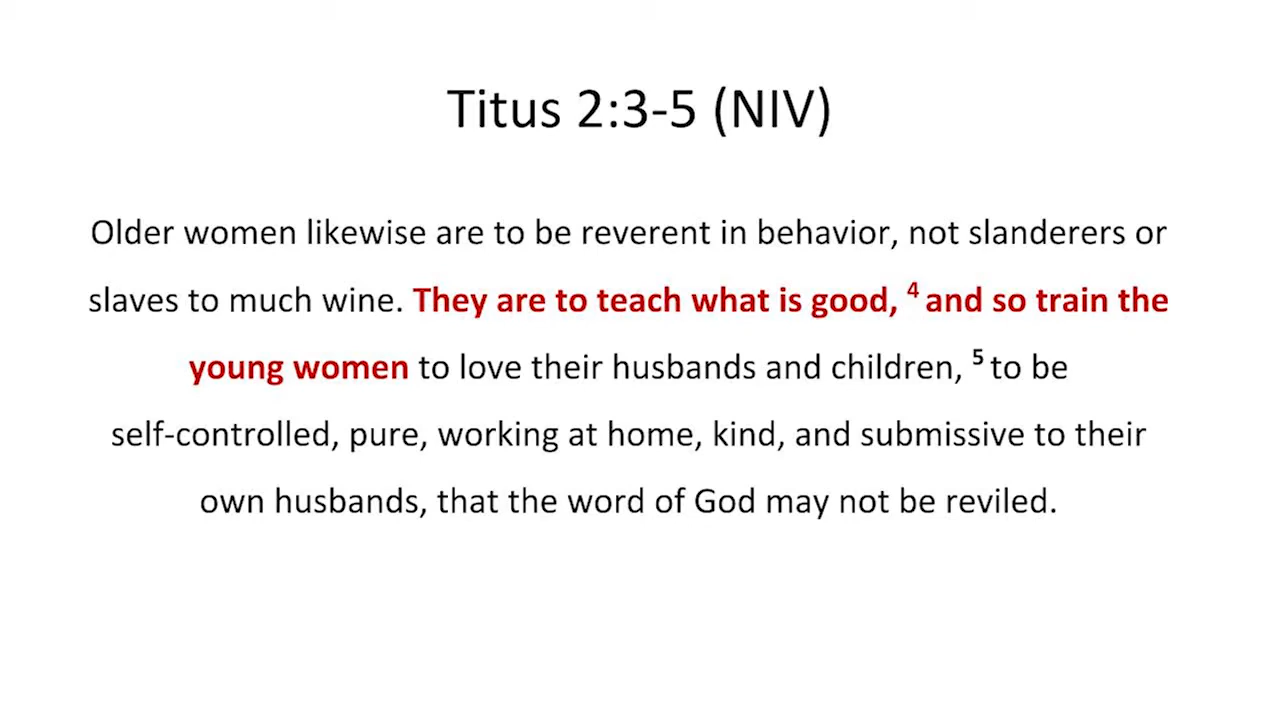 Titus 2:3-5 (NIV)
Older women likewise are to be reverent in behavior, not slanderers or
slaves to much wine. They are to teach what is good, 4 and so train the
young women to love their husbands and children, 5 to be
self-controlled, pure, working at home, kind, and submissive to their
own husbands, that the word of God may not be reviled.